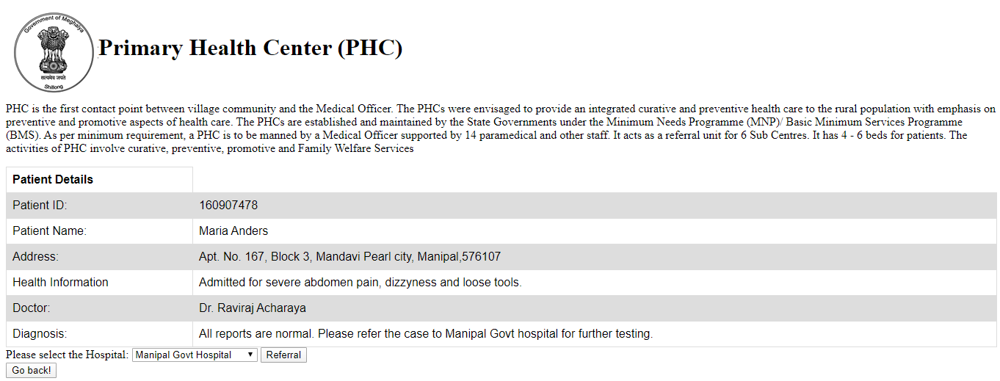 Government of Meghalya
सत्यमेव जयते
Shillong
Primary Health Center (PHC)
PHC is the first contact point between village community and the Medical Officer. The PHCs were envisaged to provide an integrated curative and preventive health care to the rural population with emphasis on
preventive and promotive aspects of health care. The PHCs are established and maintained by the State Governments under the Minimum Needs Programme (MNP)/ Basic Minimum Services Programme
(BMS). As per minimum requirement, a PHC is to be manned by a Medical Officer supported by 14 paramedical and other staff. It acts as a referral unit for 6 Sub Centres. It has 4 - 6 beds for patients. The
activities of PHC involve curative, preventive, promotive and Family Welfare Services
Patient Details
Patient ID: 160907478
Patient Name: Maria Anders
Address: Apt. No. 167, Block 3, Mandavi Pearl city, Manipal,576107
Health Information Admitted for severe abdomen pain, dizzyness and loose tools.
Doctor: Dr. Raviraj Acharaya
Diagnosis: All reports are normal. Please refer the case to Manipal Govt hospital for further testing.
Please select the Hospital: Manipal Govt Hospital Referral
Go back!